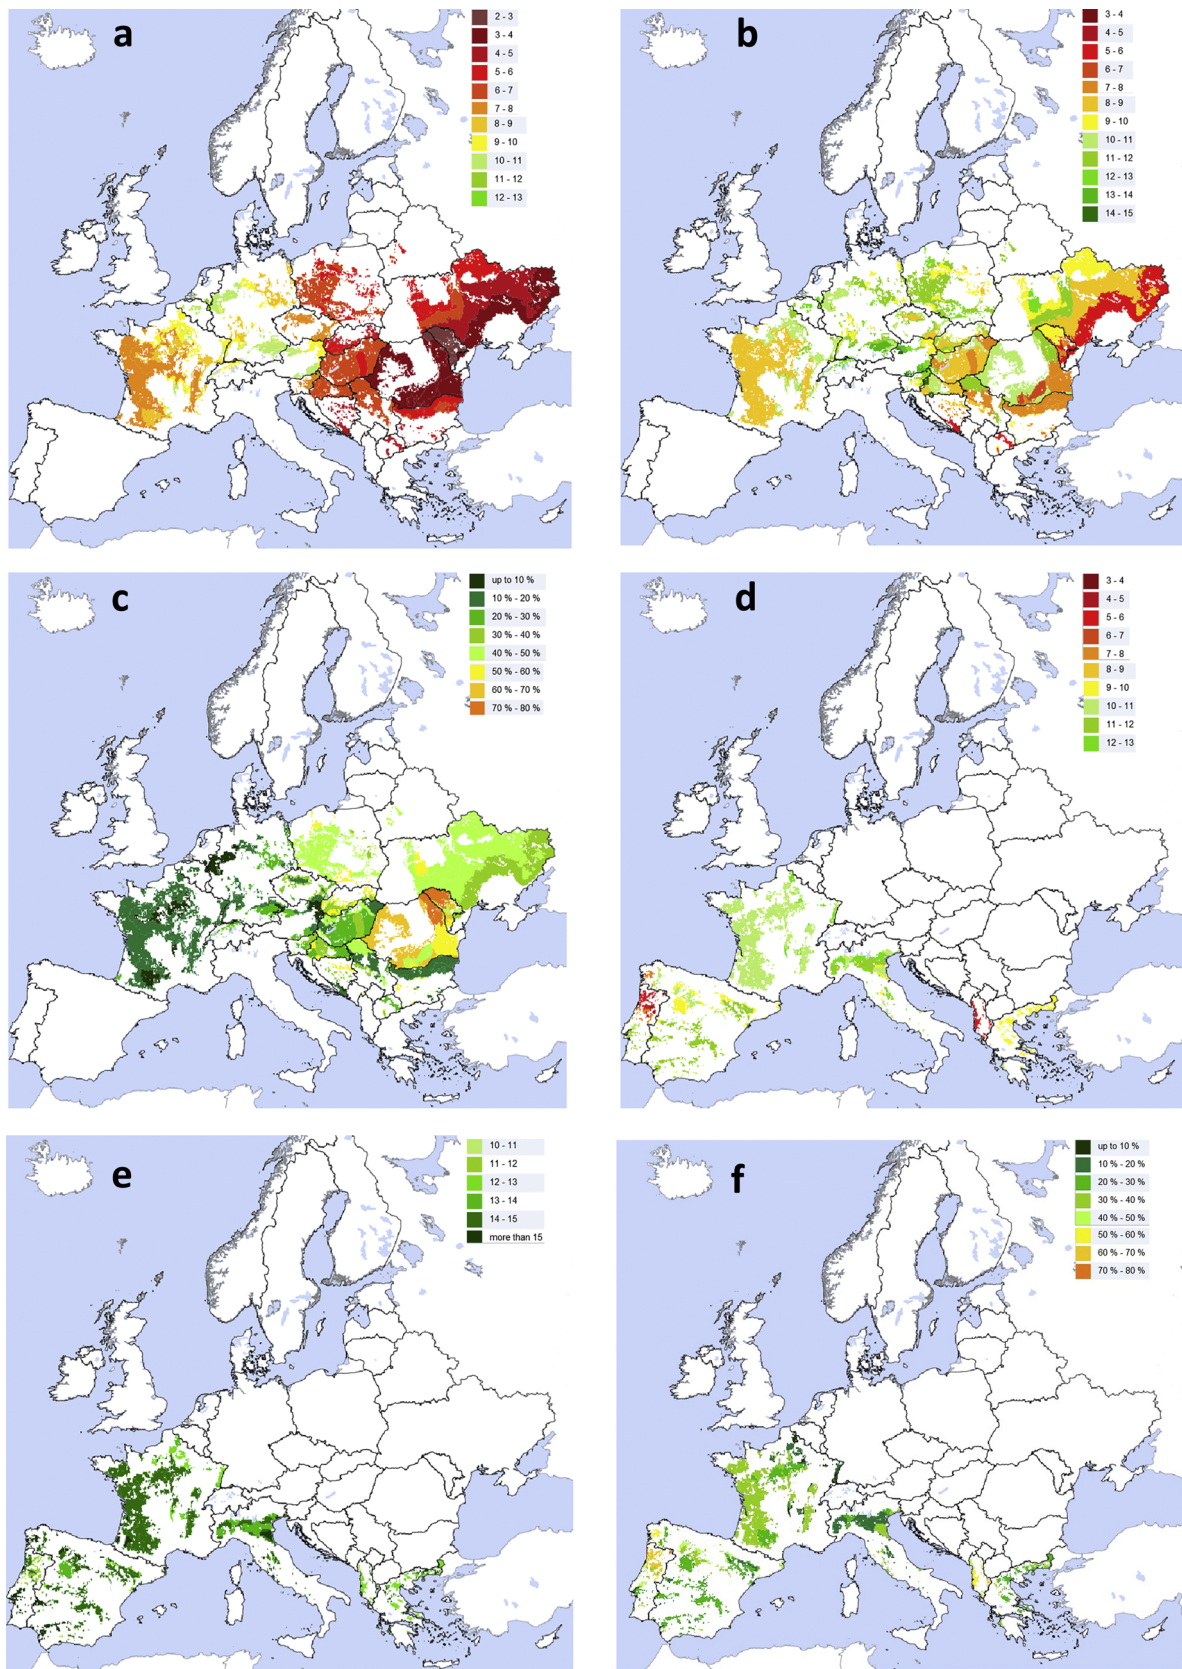 a
2 - 3
3 - 4
4 - 5
5 - 6
6 - 7
7 - 8
8 - 9
9 - 10
10 - 11
11 - 12
12 - 13
b
3 - 4
4 - 5
5 - 6
6 - 7
7 - 8
8 - 9
9 - 10
10 - 11
11 - 12
12 - 13
13 - 14
14 - 15
c
up to 10 %
10 % - 20 %
20 % - 30 %
30 % - 40 %
40 % - 50 %
50 % - 60 %
60 % - 70 %
70 % - 80 %
d
3 - 4
4 - 5
5 - 6
6 - 7
7 - 8
8 - 9
9 - 10
10 - 11
11 - 12
12 - 13
e
10 - 11
11 - 12
12 - 13
13 - 14
14 - 15
more than 15
f
up to 10 %
10 % - 20 %
20 % - 30 %
30 % - 40 %
40 % - 50 %
50 % - 60 %
60 % - 70 %
70 % - 80 %